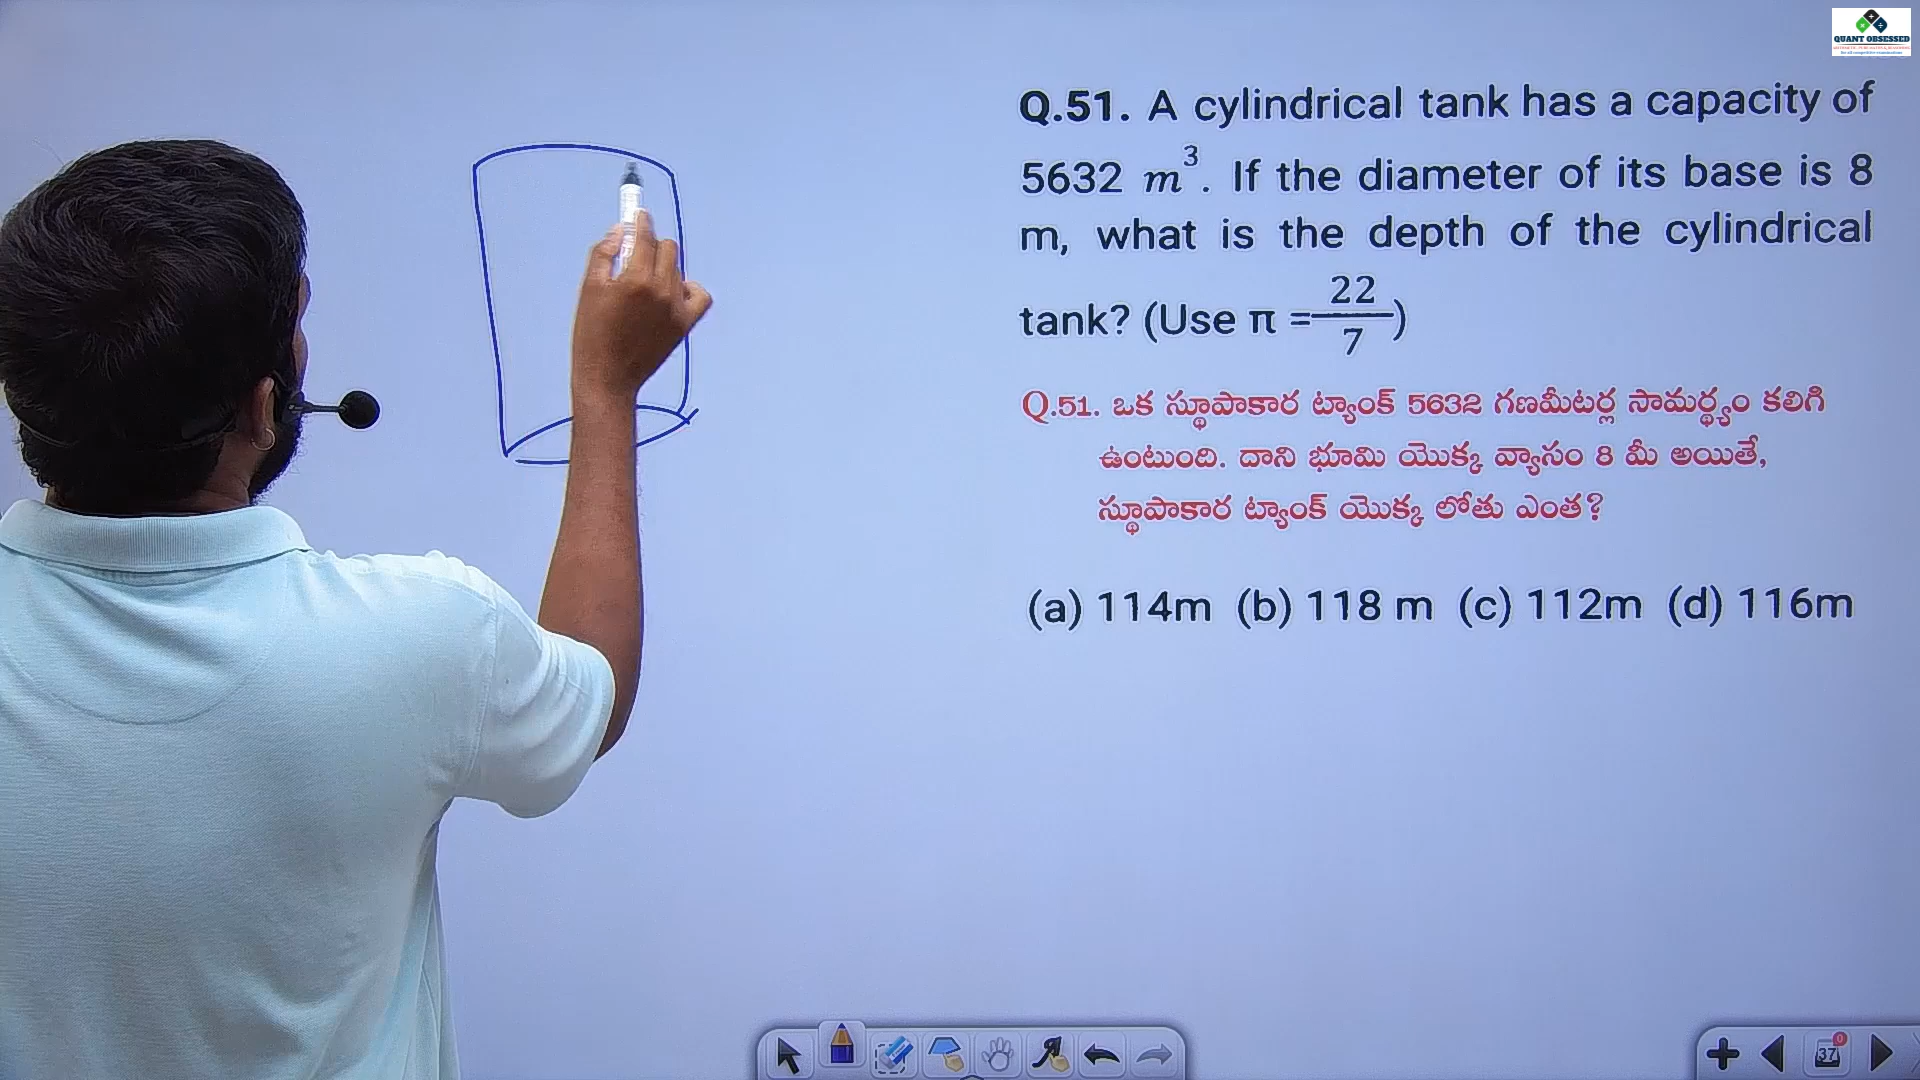 QUANT OBSESSED
Q.51. A cylindrical tank has a capacity of
5632 m³. If the diameter of its base is 8
m, what is the depth of the cylindrical
tank? (Use π = 22/7)
Q.51. ఒక స్థూపాకార ట్యాంక్ 5632 గణమీటర్ల సామర్థ్యం కలిగి
ఉంటుంది. దాని భూమి యొక్క వ్యాసం 8 మీ అయితే,
స్థూపాకార ట్యాంక్ యొక్క లోతు ఎంత?
(a) 114m (b) 118 m (c) 112m (d) 116m
37
0